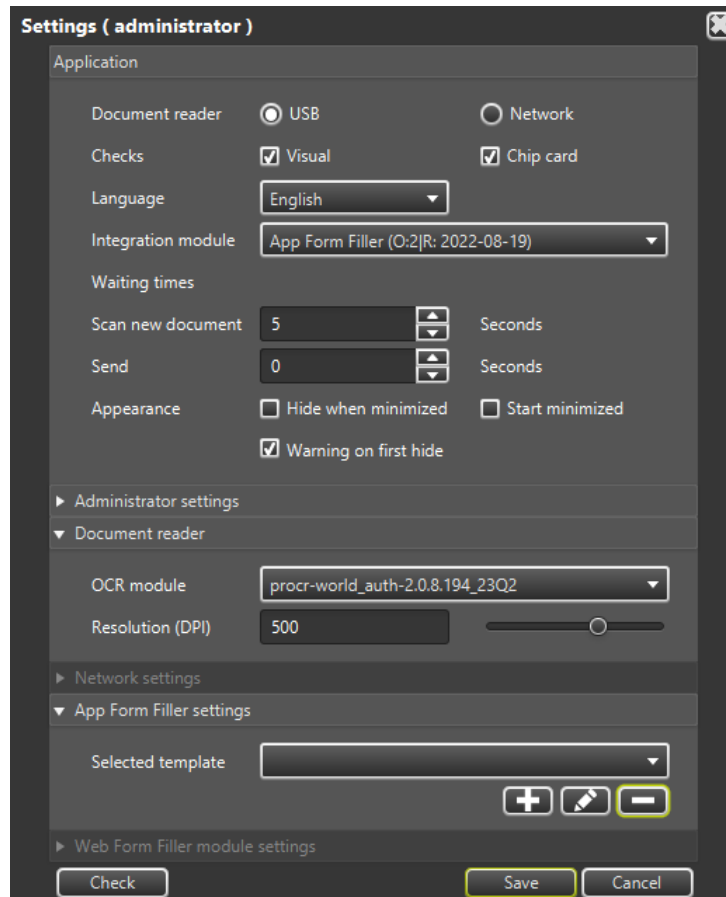 Settings ( administrator )
Application
Document reader USB Network
Checks Visual Chip card
Language English
Integration module App Form Filler (O:2|R: 2022-08-19)
Waiting times
Scan new document 5 Seconds
Send 0 Seconds
Appearance Hide when minimized Start minimized
Warning on first hide
Administrator settings
Document reader
OCR module procr-world_auth-2.0.8.194_23Q2
Resolution (DPI) 500
Network settings
App Form Filler settings
Selected template
Web Form Filler module settings
Check Save Cancel